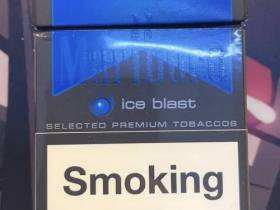 ice blast
SELECTED PREMIUM TOBACCOS
Smoking